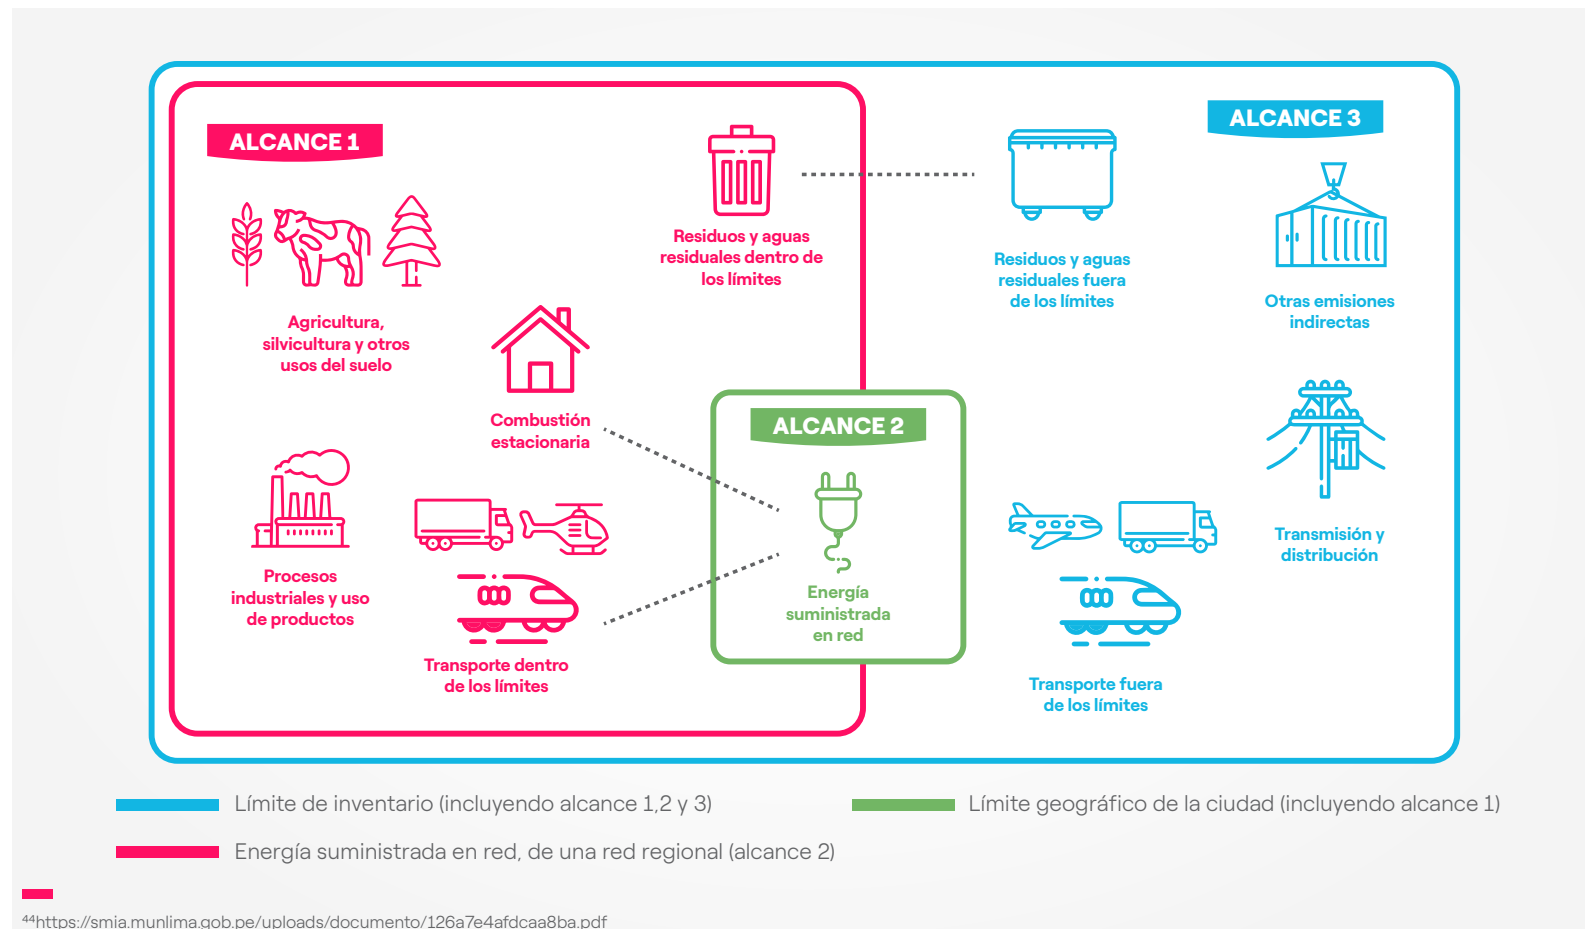 ALCANCE 1
Agricultura,
silvicultura y otros
usos del suelo
Residuos y aguas
residuales dentro de
los límites
Combustión
estacionaria
Procesos
industriales y uso
de productos
Transporte dentro
de los límites
ALCANCE 2
Energía
suministrada
en red
ALCANCE 3
Residuos y aguas
residuales fuera
de los límites
Otras emisiones
indirectas
Transmisión y
distribución
Transporte fuera
de los límites
Límite de inventario (incluyendo alcance 1,2 y 3)
Límite geográfico de la ciudad (incluyendo alcance 1)
Energía suministrada en red, de una red regional (alcance 2)
⁴⁴https://smia.munlima.gob.pe/uploads/documento/126a7e4afdcaa8ba.pdf